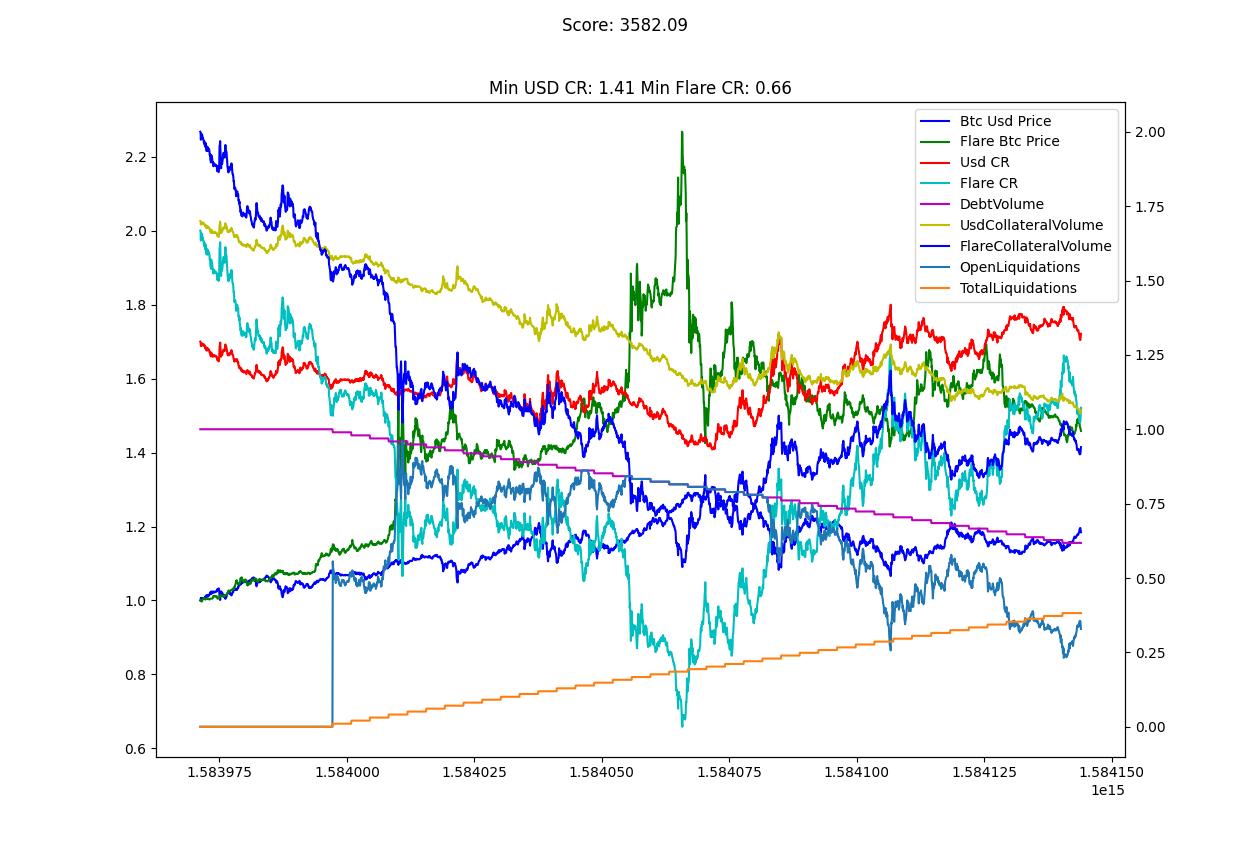 Score: 3582.09
Min USD CR: 1.41 Min Flare CR: 0.66
Btc Usd Price
Flare Btc Price
Usd CR
Flare CR
DebtVolume
UsdCollateralVolume
FlareCollateralVolume
OpenLiquidations
TotalLiquidations
2.2
2.0
1.8
1.6
1.4
1.2
1.0
0.8
0.6
2.00
1.75
1.50
1.25
1.00
0.75
0.50
0.25
0.00
1.583975
1.584000
1.584025
1.584050
1.584075
1.584100
1.584125
1.584150
1e15